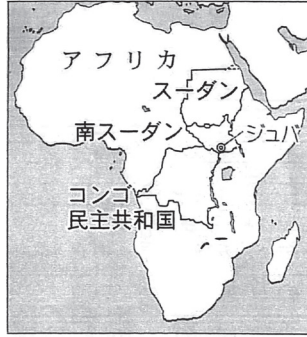 アフリカ
スーダン
南スーダン
ジュバ
コンゴ
民主共和国